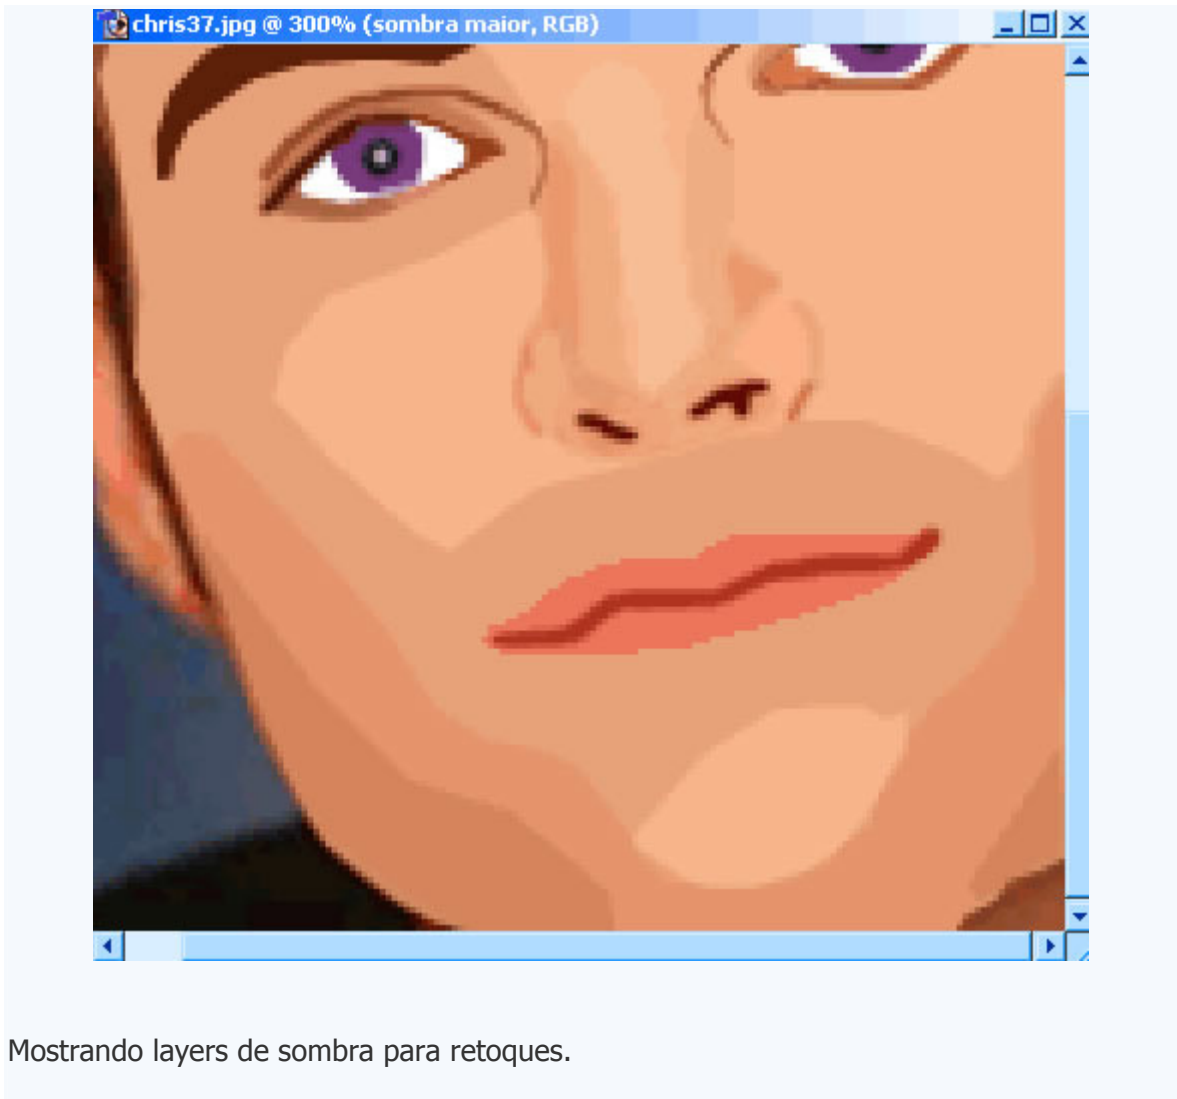 chris37.jpg @ 300% (sombra maior, RGB)
Mostrando layers de sombra para retoques.